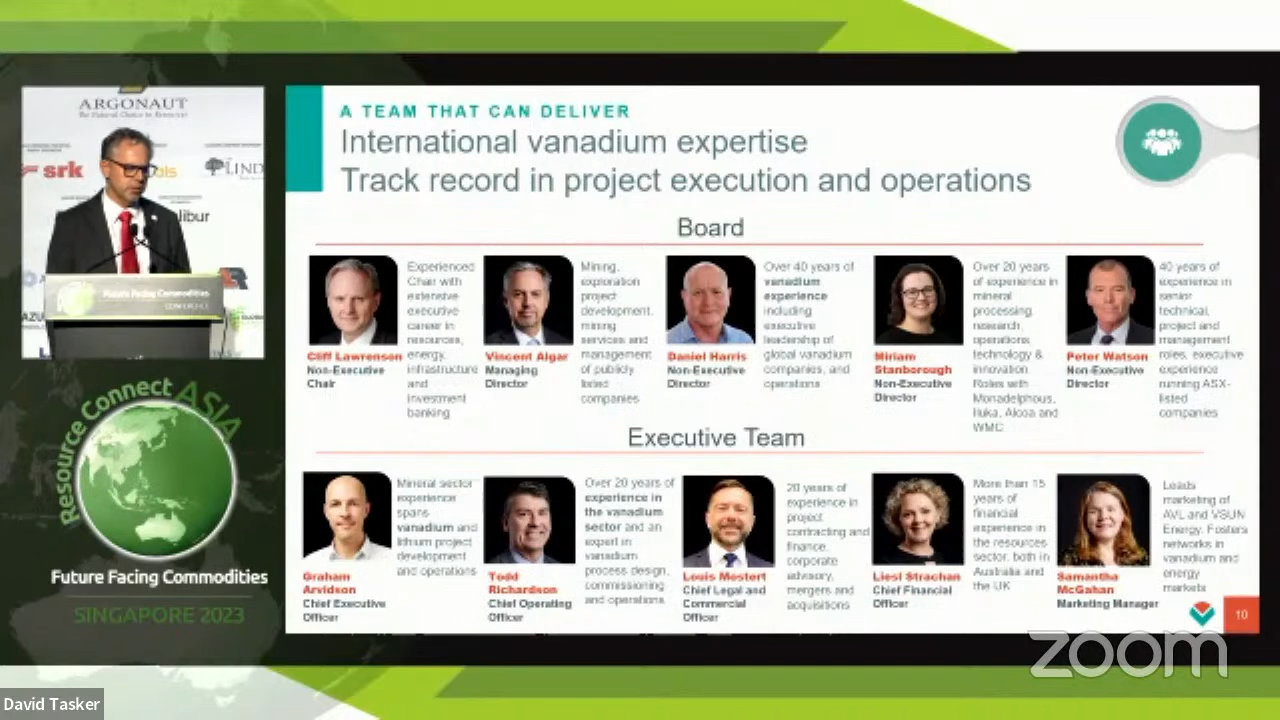 ARGONAUT
srk
als
LIND
libur
Future Facing Commodities
CONFERENCE
Resource Connect ASIA
Future Facing Commodities
SINGAPORE 2023
A TEAM THAT CAN DELIVER
International vanadium expertise
Track record in project execution and operations
Board
Cliff Lawrenson
Non-Executive
Chair
Experienced
Chair with
extensive
executive
career in
resources,
energy,
infrastructure
and
investment
banking
Vincent Algar
Managing
Director
Mining,
exploration
project
development,
mining
services and
management
of publicly
listed
companies
Daniel Harris
Non-Executive
Director
Over 40 years of
vanadium
experience
including
executive
leadership of
global vanadium
companies, and
operations
Miriam
Stanborough
Non-Executive
Director
Over 20 years
of experience in
mineral
processing,
research,
operations,
technology &
innovation
Roles with
Monadelphous,
Iluka, Alcoa and
WMC
Peter Watson
Non-Executive
Director
40 years of
experience in
senior
technical,
project and
management
roles, executive
experience
running ASX-
listed
companies
Executive Team
Graham
Arvidson
Chief Executive
Officer
Mineral sector
experience
spans
vanadium and
lithium project
development
and operations
Todd
Richardson
Chief Operating
Officer
Over 20 years of
experience in
the vanadium
sector and an
expert in
vanadium
process design,
commissioning
and operations
Louis Mostert
Chief Legal and
Commercial
Officer
20 years of
experience in
project
contracting and
finance,
corporate
advisory,
mergers and
acquisitions
Liesl Strachan
Chief Financial
Officer
More than 15
years of
financial
experience in
the resources
sector, both in
Australia and
the UK
Samantha
McGahan
Marketing Manager
Leads
marketing of
AVL and VSUN
Energy. Fosters
networks in
vanadium and
energy
markets
10
zoom
David Tasker